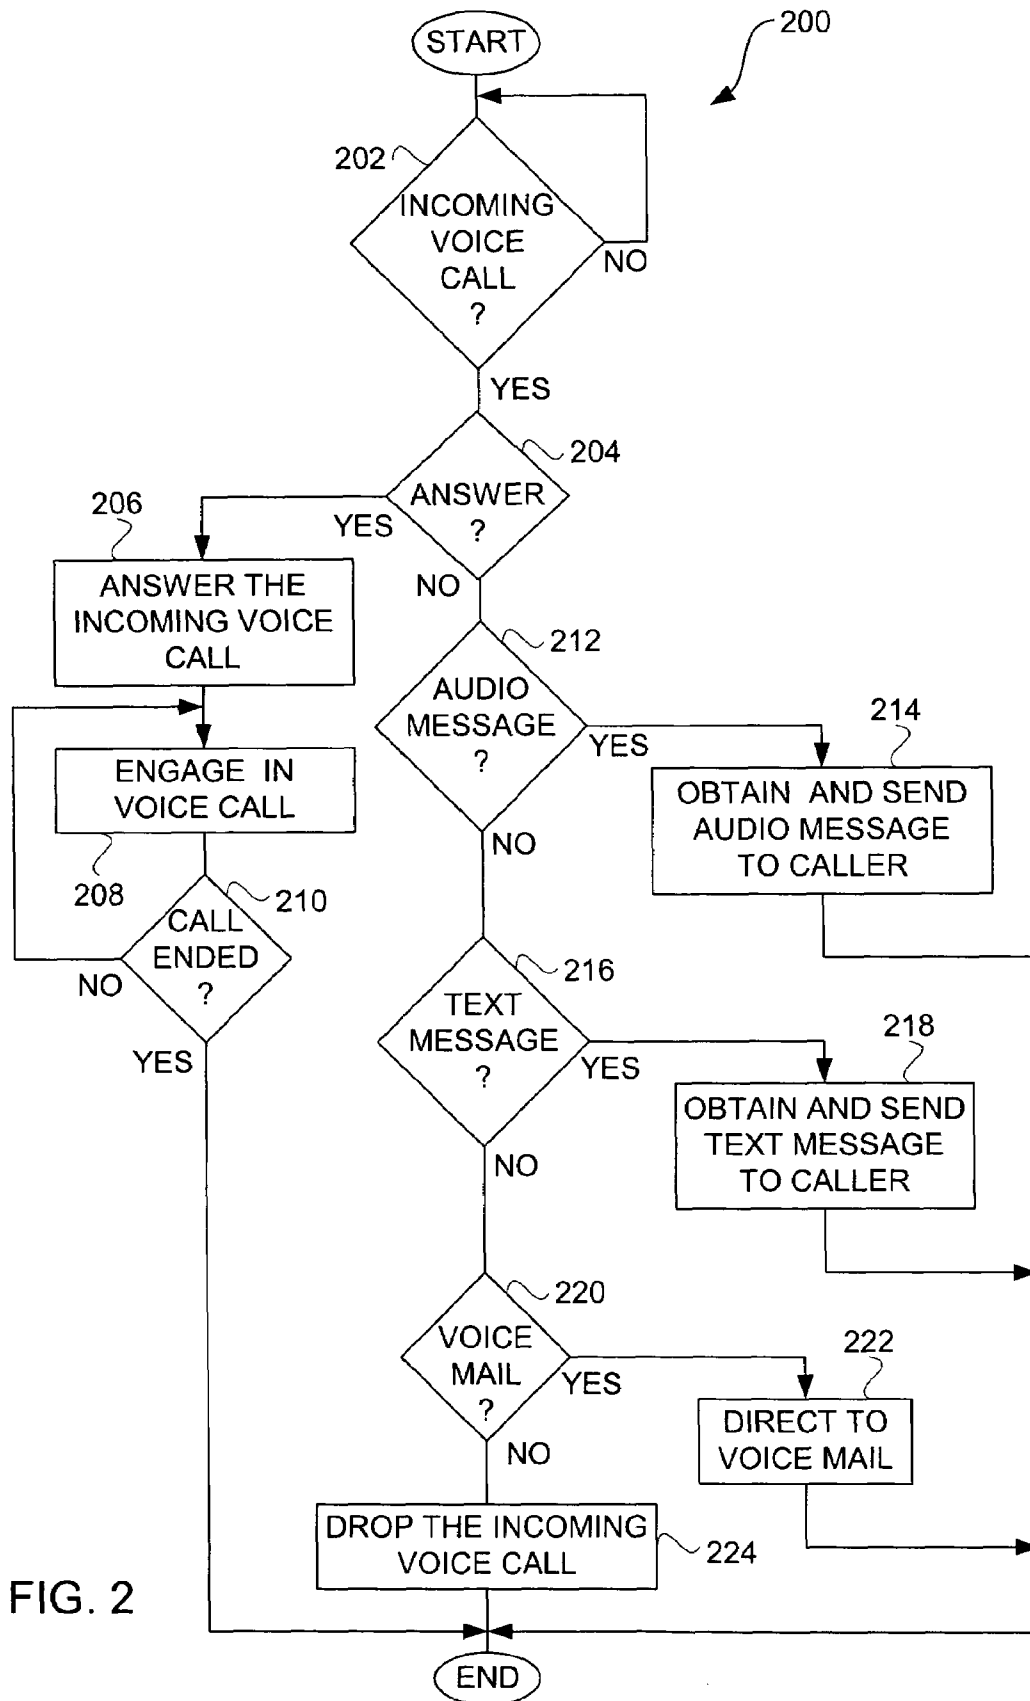 START
200
202
INCOMING
VOICE
CALL
?
NO
YES
204
ANSWER
?
YES
NO
206
ANSWER THE
INCOMING VOICE
CALL
212
AUDIO
MESSAGE
?
YES
NO
214
OBTAIN AND SEND
AUDIO MESSAGE
TO CALLER
ENGAGE IN
VOICE CALL
208
210
CALL
ENDED
?
NO
YES
216
TEXT
MESSAGE
?
YES
NO
218
OBTAIN AND SEND
TEXT MESSAGE
TO CALLER
220
VOICE
MAIL
?
YES
NO
222
DIRECT TO
VOICE MAIL
DROP THE INCOMING
VOICE CALL
224
FIG. 2
END